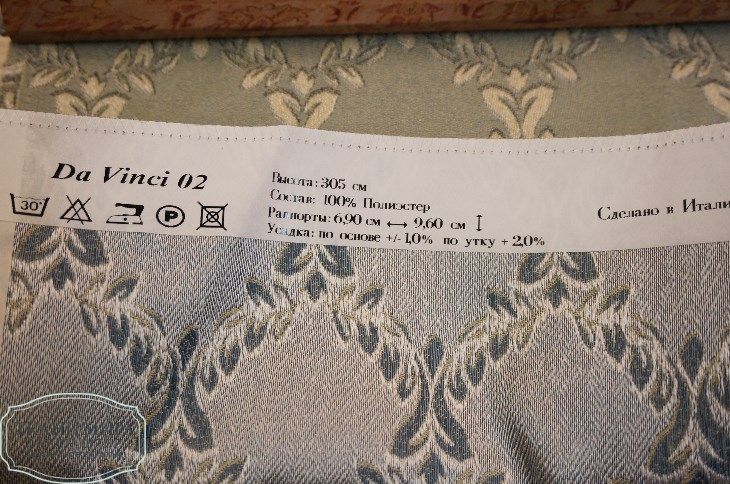 Da Vinci 02
30°
P
Высота: 305 см
Состав: 100% Полиэстер
Раппорты: 6,90 см ↔ 9,60 см ↕
Усадка: по основе +/-1,0% по утку + 2,0%
Сделано в Итали